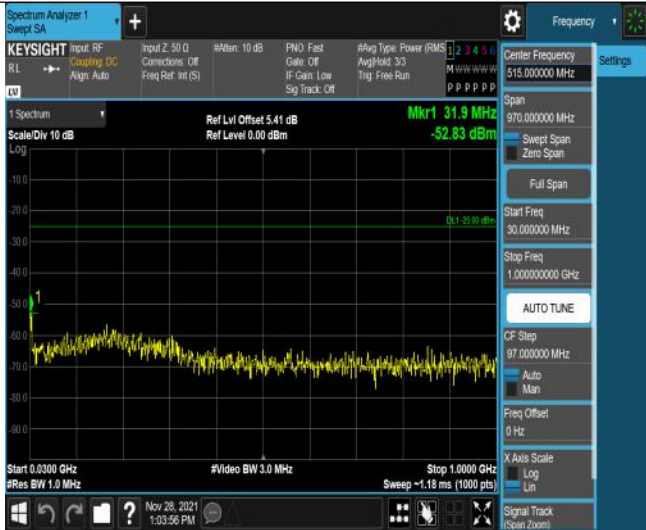 Spectrum Analyzer 1
Swept SA
Frequency
KEYSIGHT
RL
LV
Input: RF
Coupling: DC
Align: Auto
Input Z: 50 Ω
Corrections: Off
Freq Ref: Int (S)
#Atten: 10 dB
PNO: Fast
Gate: Off
IF Gain: Low
Sig Track: Off
#Avg Type: Power (RMS
Avg|Hold: 3/3
Trig: Free Run
1 2 3 4 5 6
M W W W W W
P P P P P P
1 Spectrum
Scale/Div 10 dB
Log
Ref Lvl Offset 5.41 dB
Ref Level 0.00 dBm
Mkr1 31.9 MHz
-52.83 dBm
-10.0
-20.0
DL1 -25.00 dBm
-30.0
-40.0
-50.0
1
-60.0
-70.0
-80.0
-90.0
Start 0.0300 GHz
#Res BW 1.0 MHz
#Video BW 3.0 MHz
Stop 1.0000 GHz
Sweep ~1.18 ms (1000 pts)
Nov 28, 2021
1:03:56 PM
Center Frequency
515.000000 MHz
Settings
Span
970.000000 MHz
Swept Span
Zero Span
Full Span
Start Freq
30.000000 MHz
Stop Freq
1.000000000 GHz
AUTO TUNE
CF Step
97.000000 MHz
Auto
Man
Freq Offset
0 Hz
X Axis Scale
Log
Lin
Signal Track
(Span Zoom)